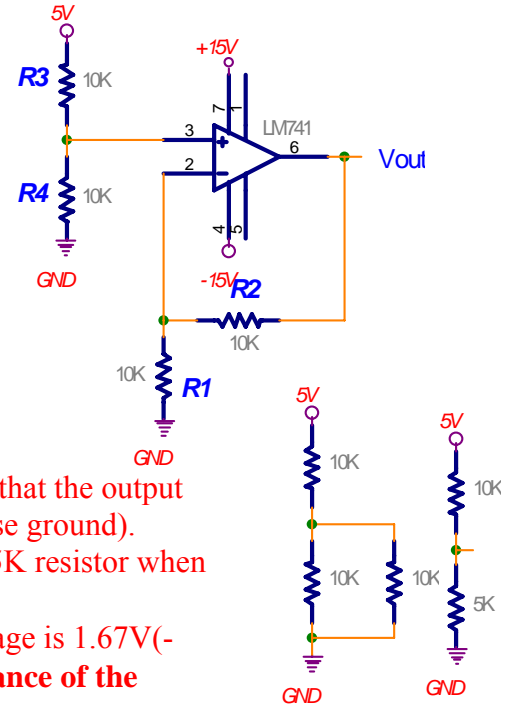 5V
R3
10K
+15V
7
1
LM741
3
2
6
Vout
R4
10K
4
5
GND
-15V
R2
10K
10K
R1
GND
that the output
se ground).
5K resistor when
age is 1.67V(-
ance of the
5V
10K
10K
10K
GND
5V
10K
5K
GND